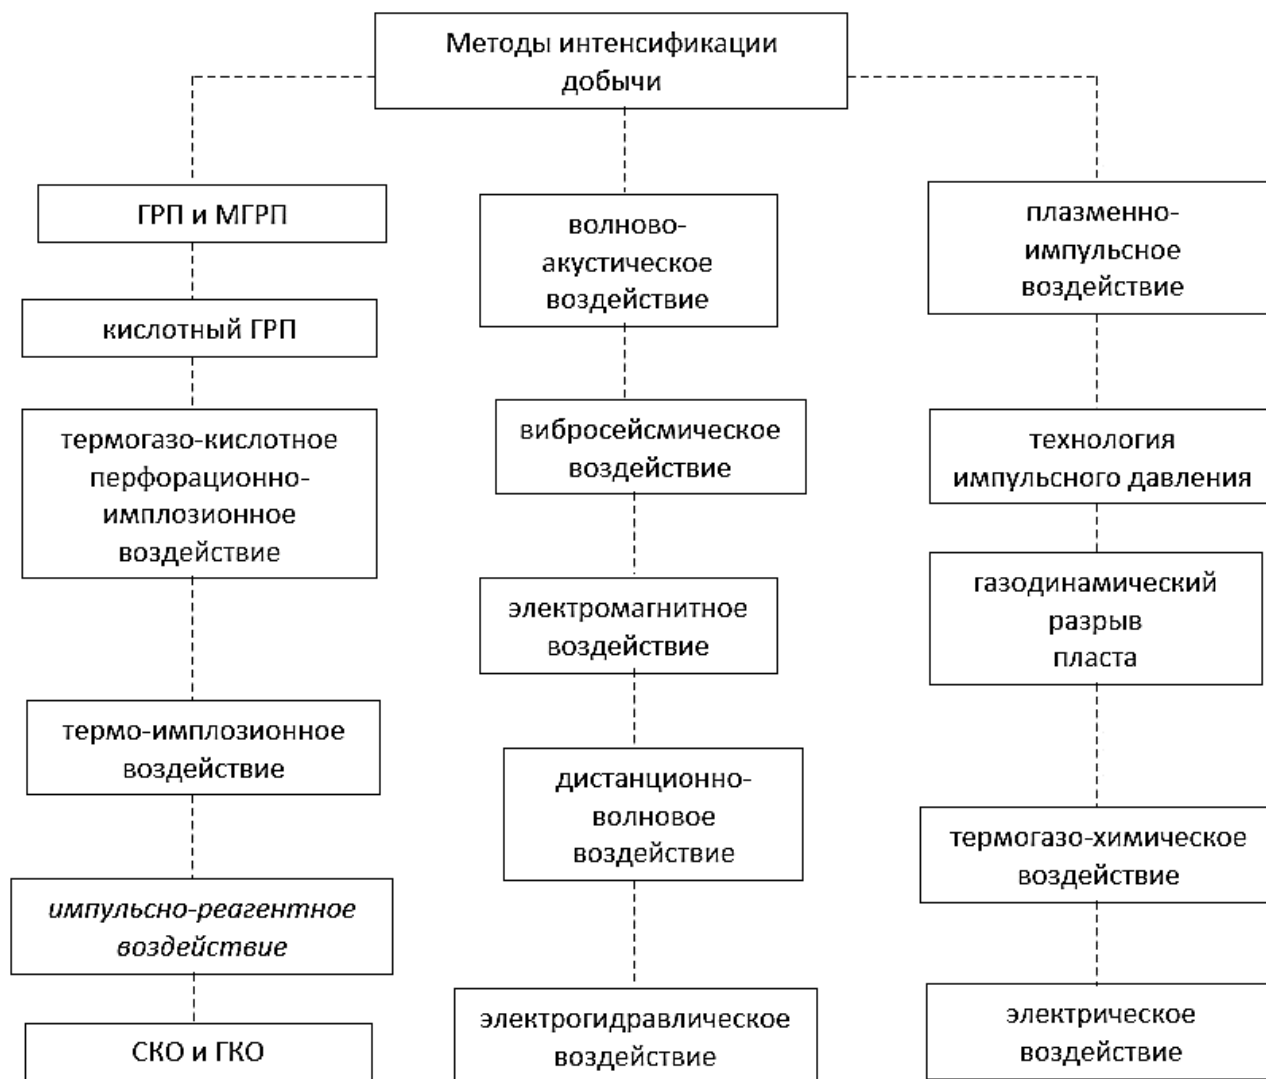 Методы интенсификации
добычи
ГРП и МГРП
кислотный ГРП
термогазо-кислотное
перфорационно-
имплозионное
воздействие
термо-имплозионное
воздействие
импульсно-реагентное
воздействие
СКО и ГКО
волново-
акустическое
воздействие
вибросейсмическое
воздействие
электромагнитное
воздействие
дистанционно-
волновое
воздействие
электрогидравлическое
воздействие
плазменно-
импульсное
воздействие
технология
импульсного давления
газодинамический
разрыв
пласта
термогазо-химическое
воздействие
электрическое
воздействие